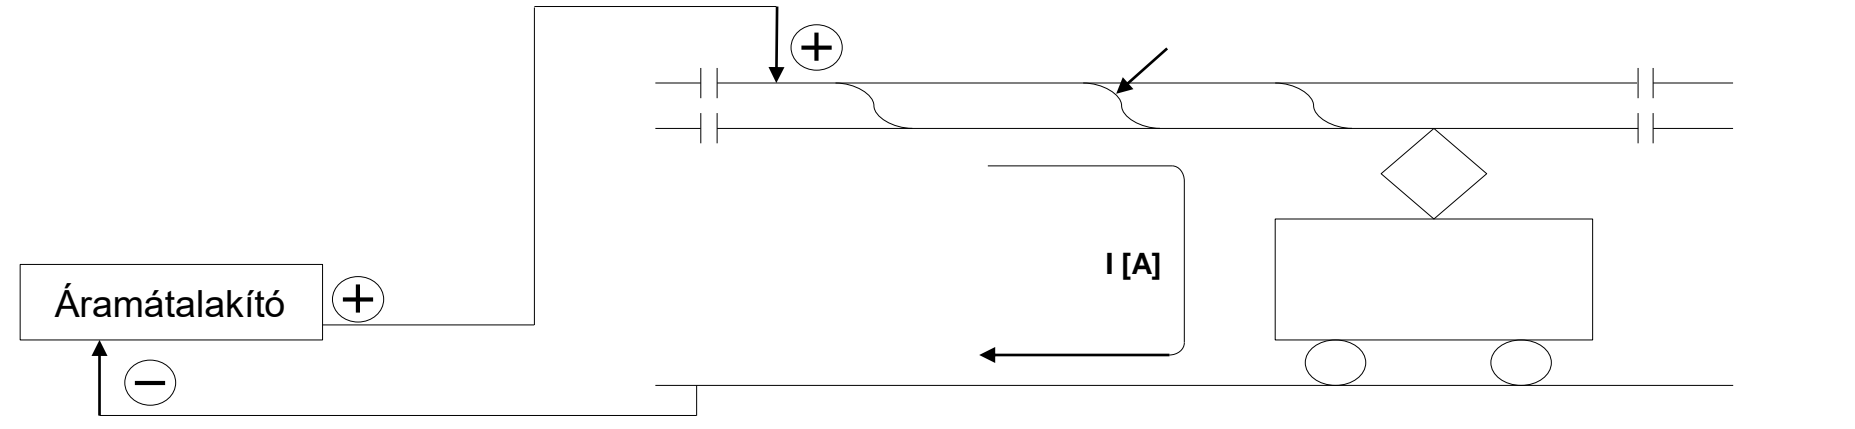 +
I [A]
Áramátalakító
+
−